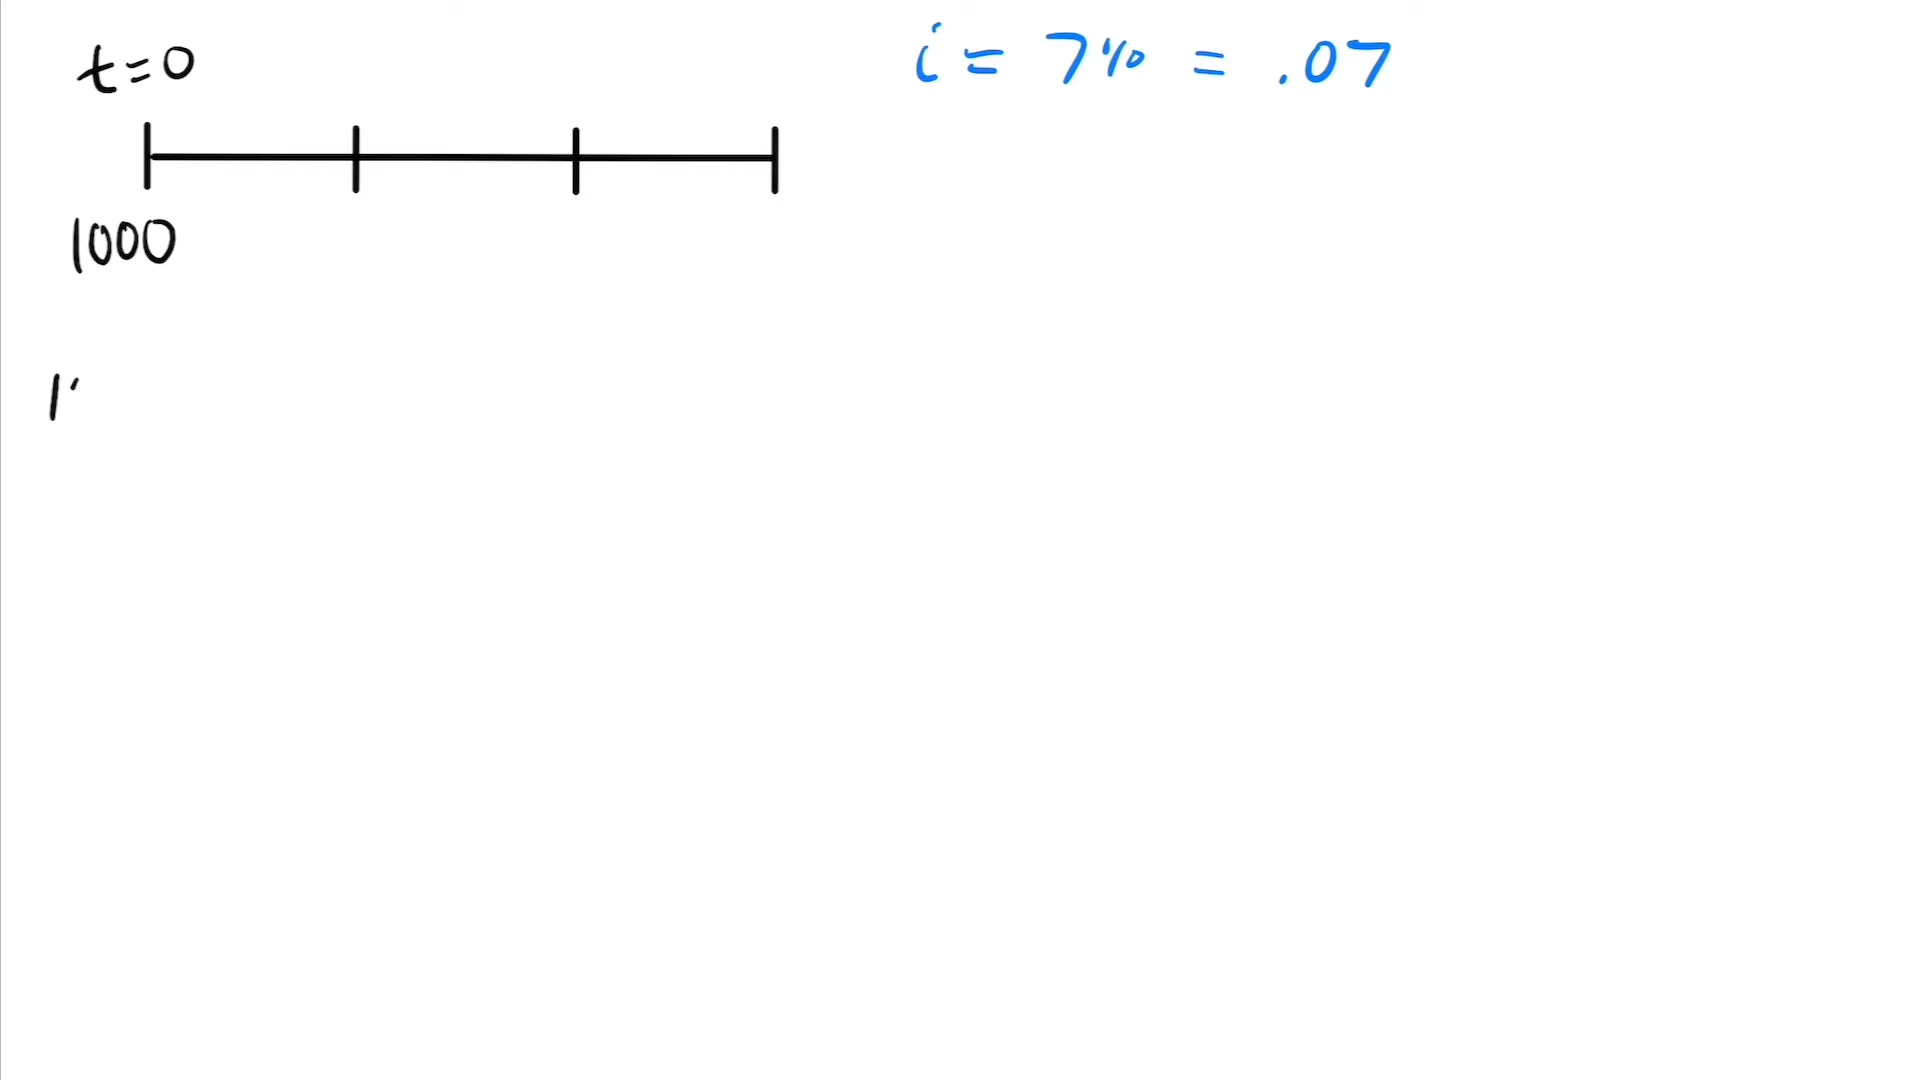 t=0
i = 7% = .07
1000